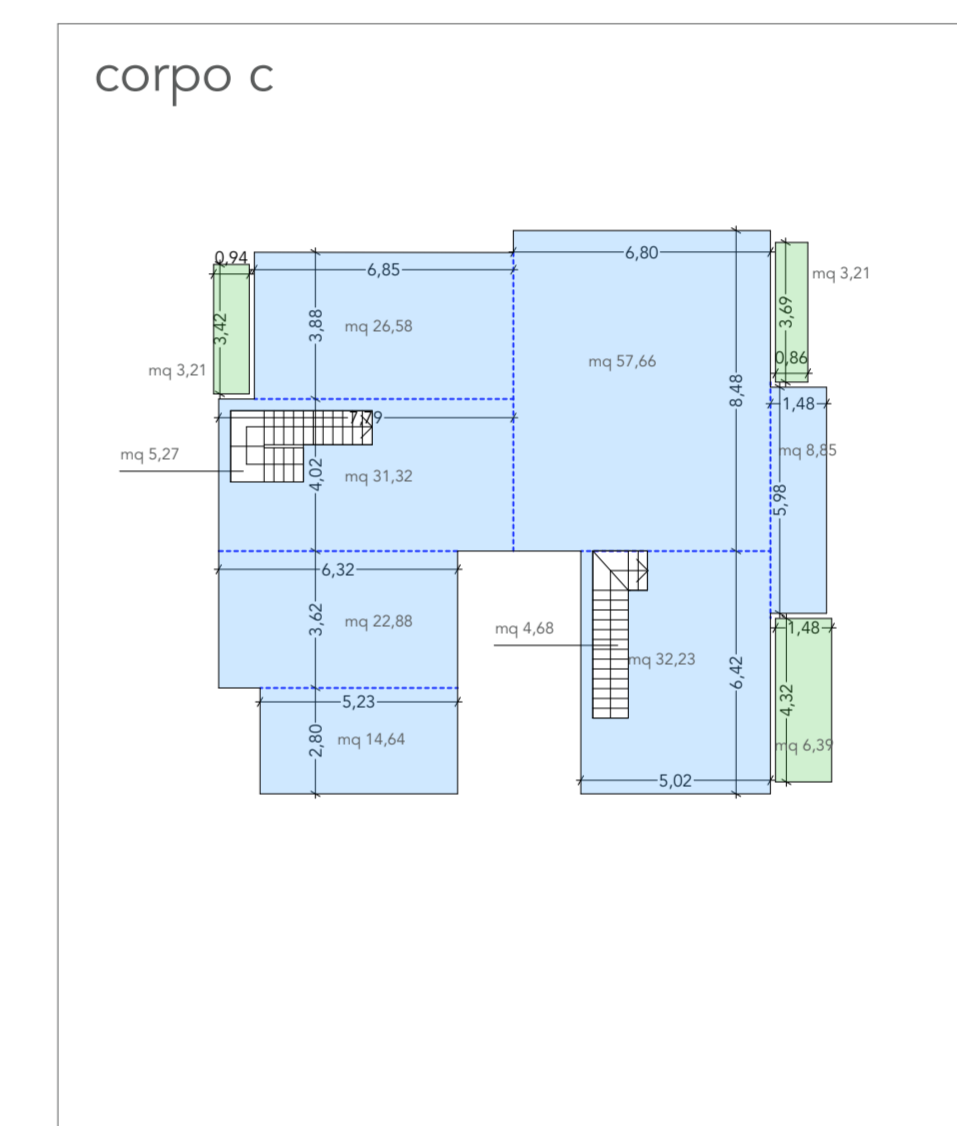 corpo c
0,94
6,85
6,80
mq 3,21
3,42
3,88
mq 26,58
3,69
mq 57,66
0,86
mq 3,21
8,48
1,48
7,79
mq 5,27
4,02
mq 31,32
mq 8,85
5,98
6,32
3,62
mq 22,88
mq 4,68
1,48
mq 32,23
6,42
4,32
5,23
2,80
mq 14,64
mq 6,39
5,02